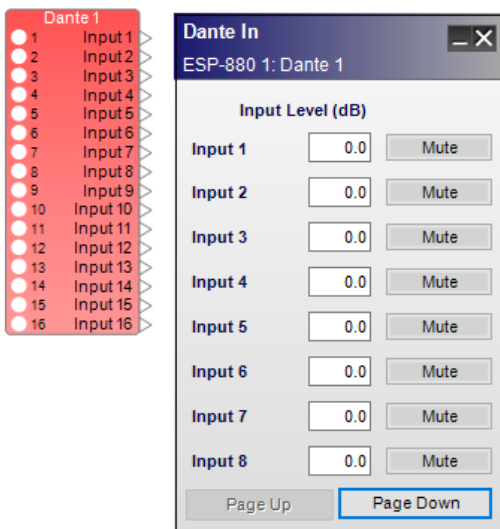 Dante 1
1 Input 1
2 Input 2
3 Input 3
4 Input 4
5 Input 5
6 Input 6
7 Input 7
8 Input 8
9 Input 9
10 Input 10
11 Input 11
12 Input 12
13 Input 13
14 Input 14
15 Input 15
16 Input 16
Dante In
ESP-880 1: Dante 1
Input Level (dB)
Input 1 0.0 Mute
Input 2 0.0 Mute
Input 3 0.0 Mute
Input 4 0.0 Mute
Input 5 0.0 Mute
Input 6 0.0 Mute
Input 7 0.0 Mute
Input 8 0.0 Mute
Page Up Page Down